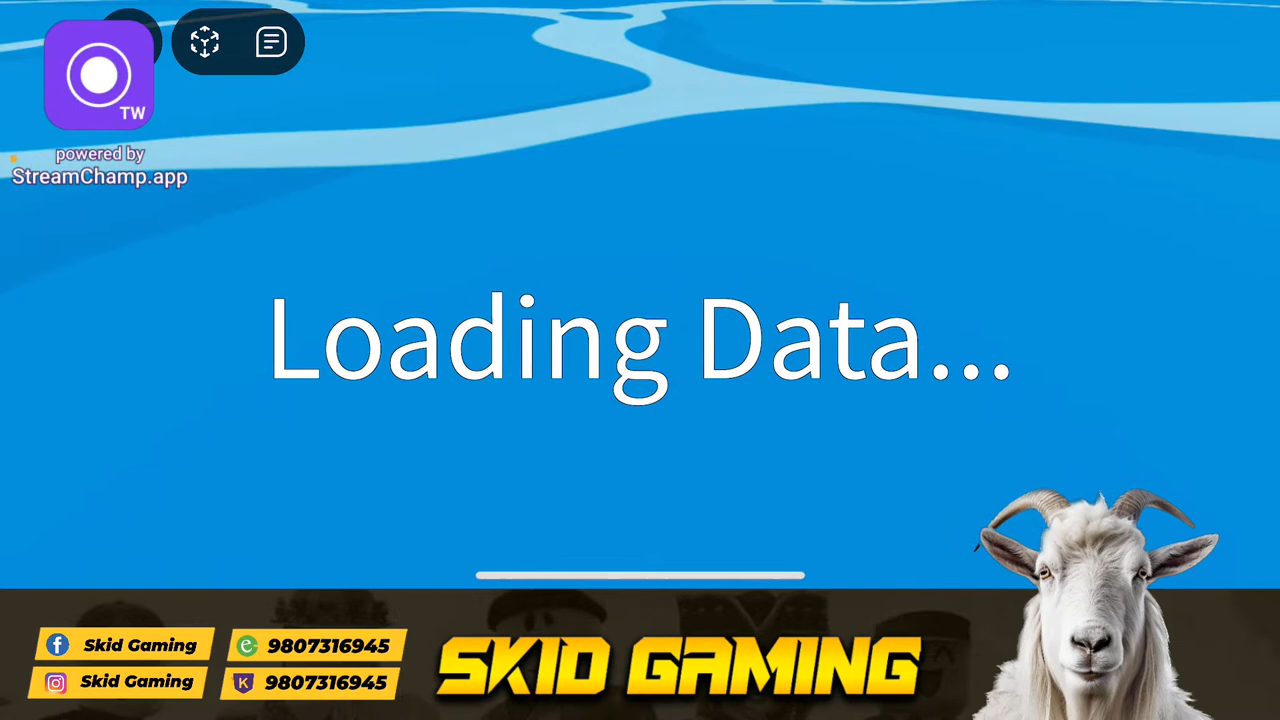 TW
powered by
StreamChamp.app
Loading Data...
Skid Gaming
9807316945
Skid Gaming
9807316945
SKID GAMING